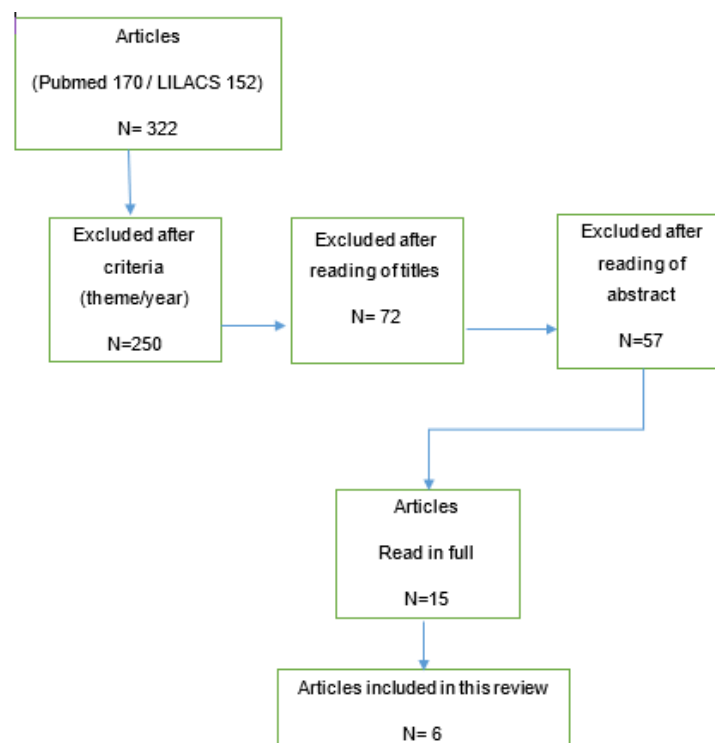 Articles
(Pubmed 170 / LILACS 152)
N= 322
Excluded after
criteria
(theme/year)
N=250
Excluded after
reading of titles
N= 72
Excluded after
reading of
abstract
N=57
Articles
Read in full
N=15
Articles included in this review
N= 6